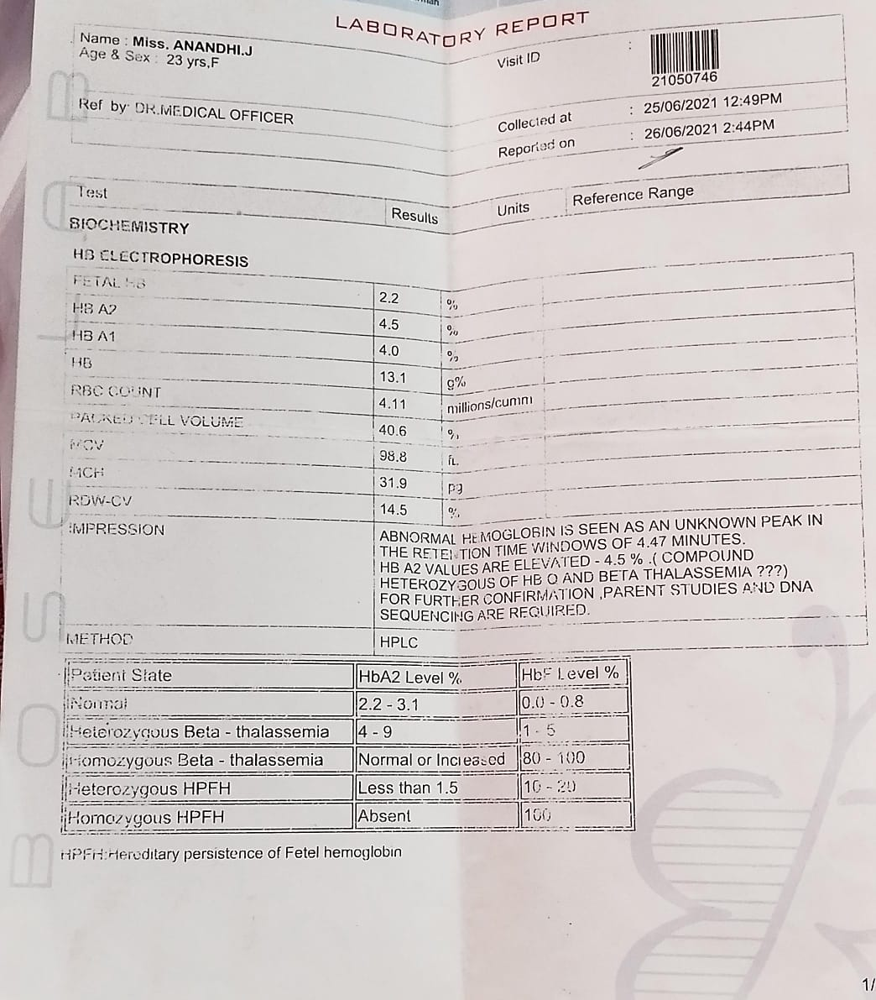 LABORATORY REPORT
Name : Miss. ANANDHI.J
Age & Sex : 23 yrs,F
Visit ID :
21050746
Ref by: DR.MEDICAL OFFICER
Collected at : 25/06/2021 12:49PM
Reported on : 26/06/2021 2:44PM
Test Results Units Reference Range
BIOCHEMISTRY
HB ELECTROPHORESIS
FETAL HB 2.2 %
HB A2 4.5 %
HB A1 4.0 %
HB 13.1 g%
RBC COUNT 4.11 millions/cumm
PACKED CELL VOLUME 40.6 %
MCV 98.8 fL
MCH 31.9 pg
RDW-CV 14.5 %
IMPRESSION ABNORMAL HEMOGLOBIN IS SEEN AS AN UNKNOWN PEAK IN
THE RETENTION TIME WINDOWS OF 4.47 MINUTES.
HB A2 VALUES ARE ELEVATED - 4.5 % .( COMPOUND
HETEROZYGOUS OF HB Q AND BETA THALASSEMIA ???)
FOR FURTHER CONFIRMATION ,PARENT STUDIES AND DNA
SEQUENCING ARE REQUIRED.
METHOD HPLC
Patient State HbA2 Level % HbF Level %
Normal 2.2 - 3.1 0.0 - 0.8
Heterozygous Beta - thalassemia 4 - 9 1 - 5
Homozygous Beta - thalassemia Normal or Increased 80 - 100
Heterozygous HPFH Less than 1.5 10 - 20
Homozygous HPFH Absent 100
HPFH:Hereditary persistence of Fetel hemoglobin
1/